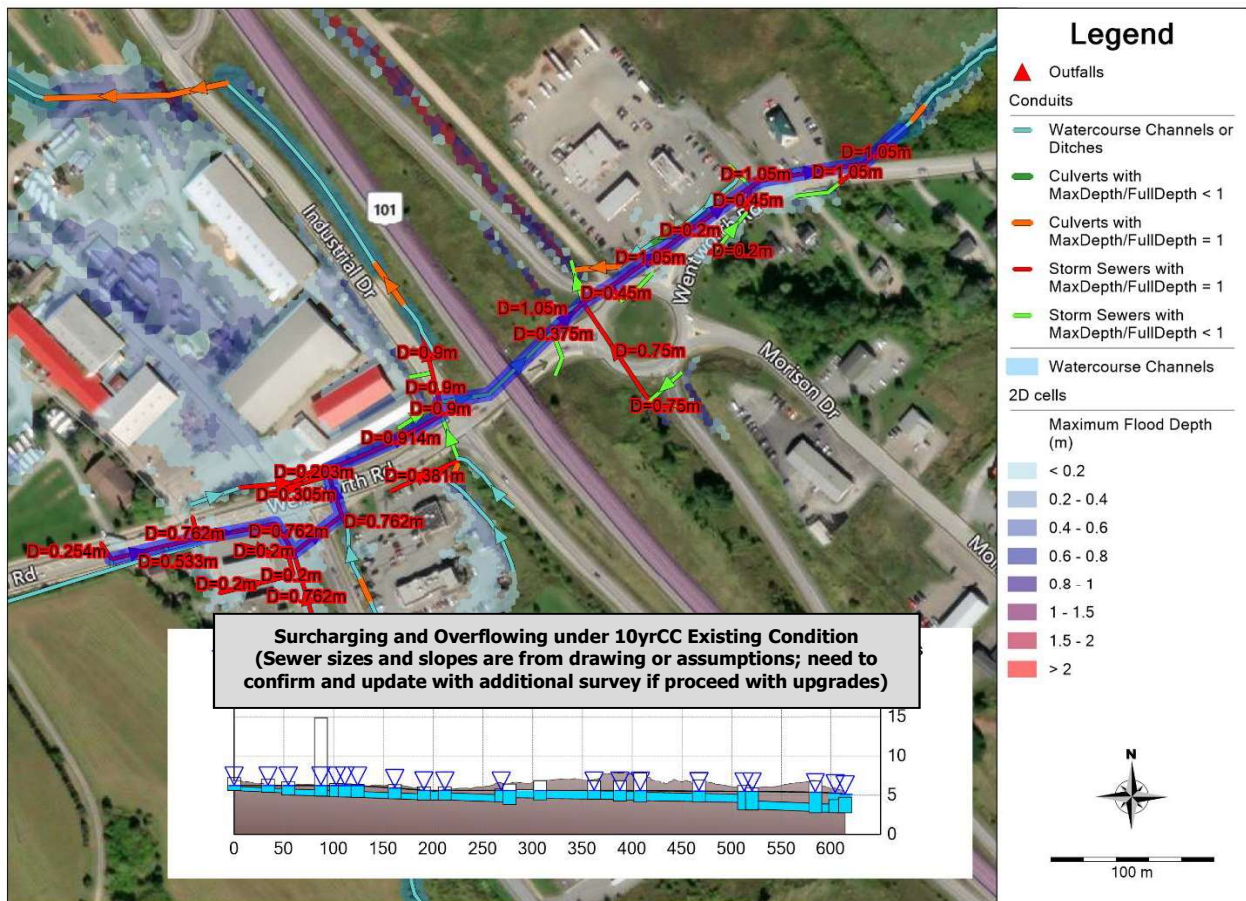 Legend
Outfalls
Conduits
Watercourse Channels or
Ditches
Culverts with
MaxDepth/FullDepth < 1
Culverts with
MaxDepth/FullDepth = 1
Storm Sewers with
MaxDepth/FullDepth = 1
Storm Sewers with
MaxDepth/FullDepth < 1
Watercourse Channels
2D cells
Maximum Flood Depth
(m)
< 0.2
0.2 - 0.4
0.4 - 0.6
0.6 - 0.8
0.8 - 1
1 - 1.5
1.5 - 2
> 2
N
100 m
101
Industrial Dr
Morison Dr
Rd
D=1.05m
D=1.05m
D=1.05m
D=0.45m
D=0.2m
D=0.2m
D=1.05m
D=0.45m
D=1.05m
D=0.375m
D=0.75m
D=0.75m
D=0.9m
D=0.9m
D=0.9m
D=0.914m
D=0.203m
D=0.381m
D=0.305m
D=0.762m
D=0.762m
D=0.762m
D=0.254m
D=0.533m
D=0.2m
D=0.2m
D=0.2m
D=0.762m
Surcharging and Overflowing under 10yrCC Existing Condition
(Sewer sizes and slopes are from drawing or assumptions; need to
confirm and update with additional survey if proceed with upgrades)
15
10
5
0
0 50 100 150 200 250 300 350 400 450 500 550 600